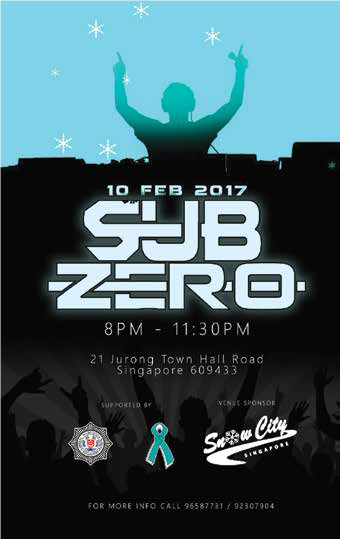 10 FEB 2017
SUB
ZERO
8PM - 11:30PM
21 Jurong Town Hall Road
Singapore 609433
SUPPORTED BY
VENUE SPONSOR
Snow City
SINGAPORE
FOR MORE INFO CALL 96587731 / 92307904